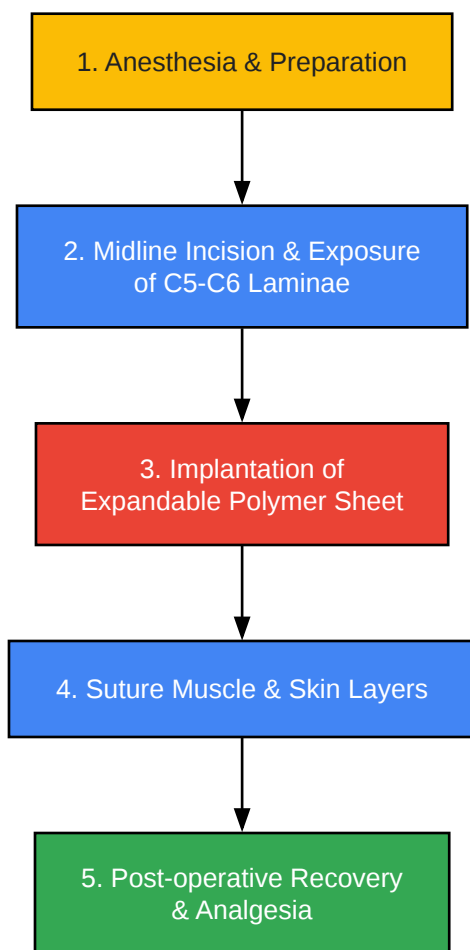 1. Anesthesia & Preparation
2. Midline Incision & Exposure
of C5-C6 Laminae
3. Implantation of
Expandable Polymer Sheet
4. Suture Muscle & Skin Layers
5. Post-operative Recovery
& Analgesia